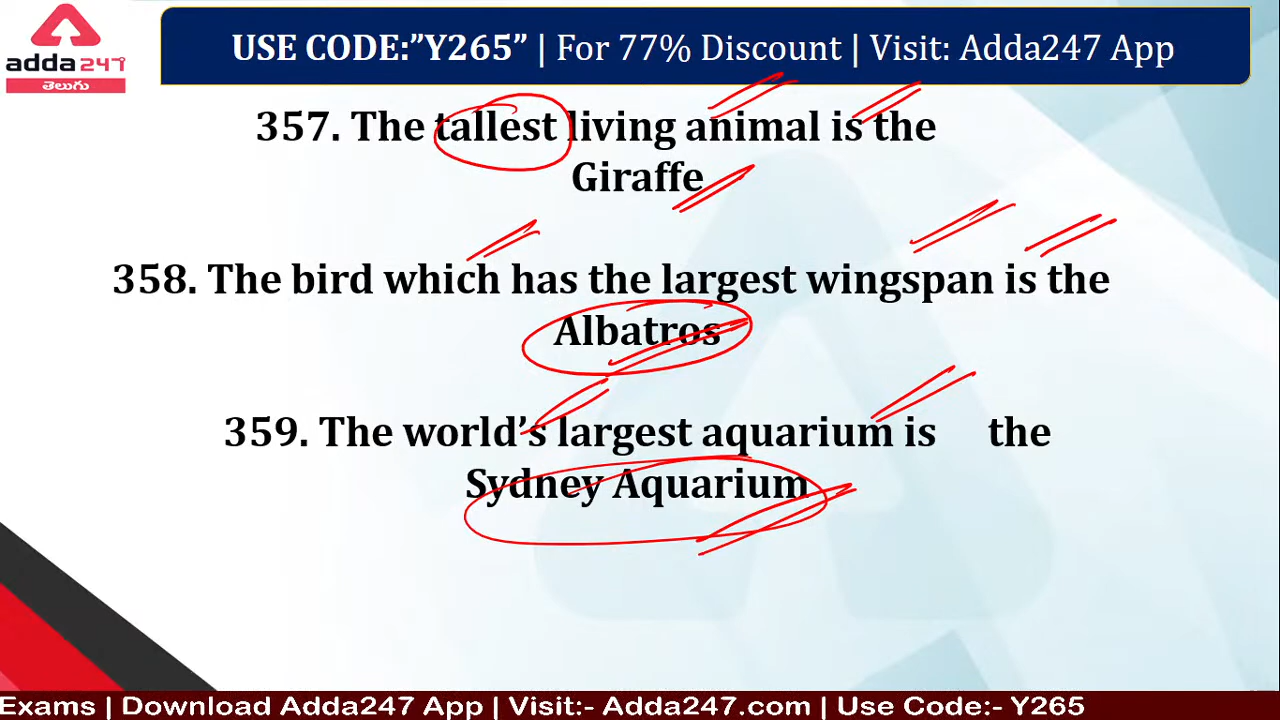 adda247
తెలుగు
USE CODE:”Y265” | For 77% Discount | Visit: Adda247 App
357. The tallest living animal is the
Giraffe
358. The bird which has the largest wingspan is the
Albatros
359. The world’s largest aquarium is the
Sydney Aquarium
Exams | Download Adda247 App | Visit:- Adda247.com | Use Code:- Y265